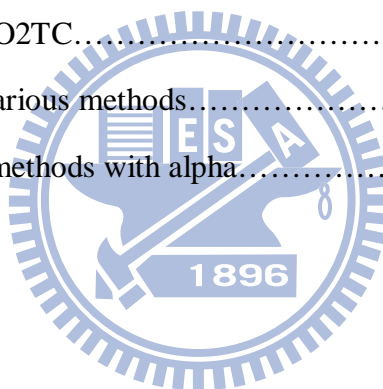 O2TC……………………………
arious methods…………………
E S A
methods with alpha……………
1896